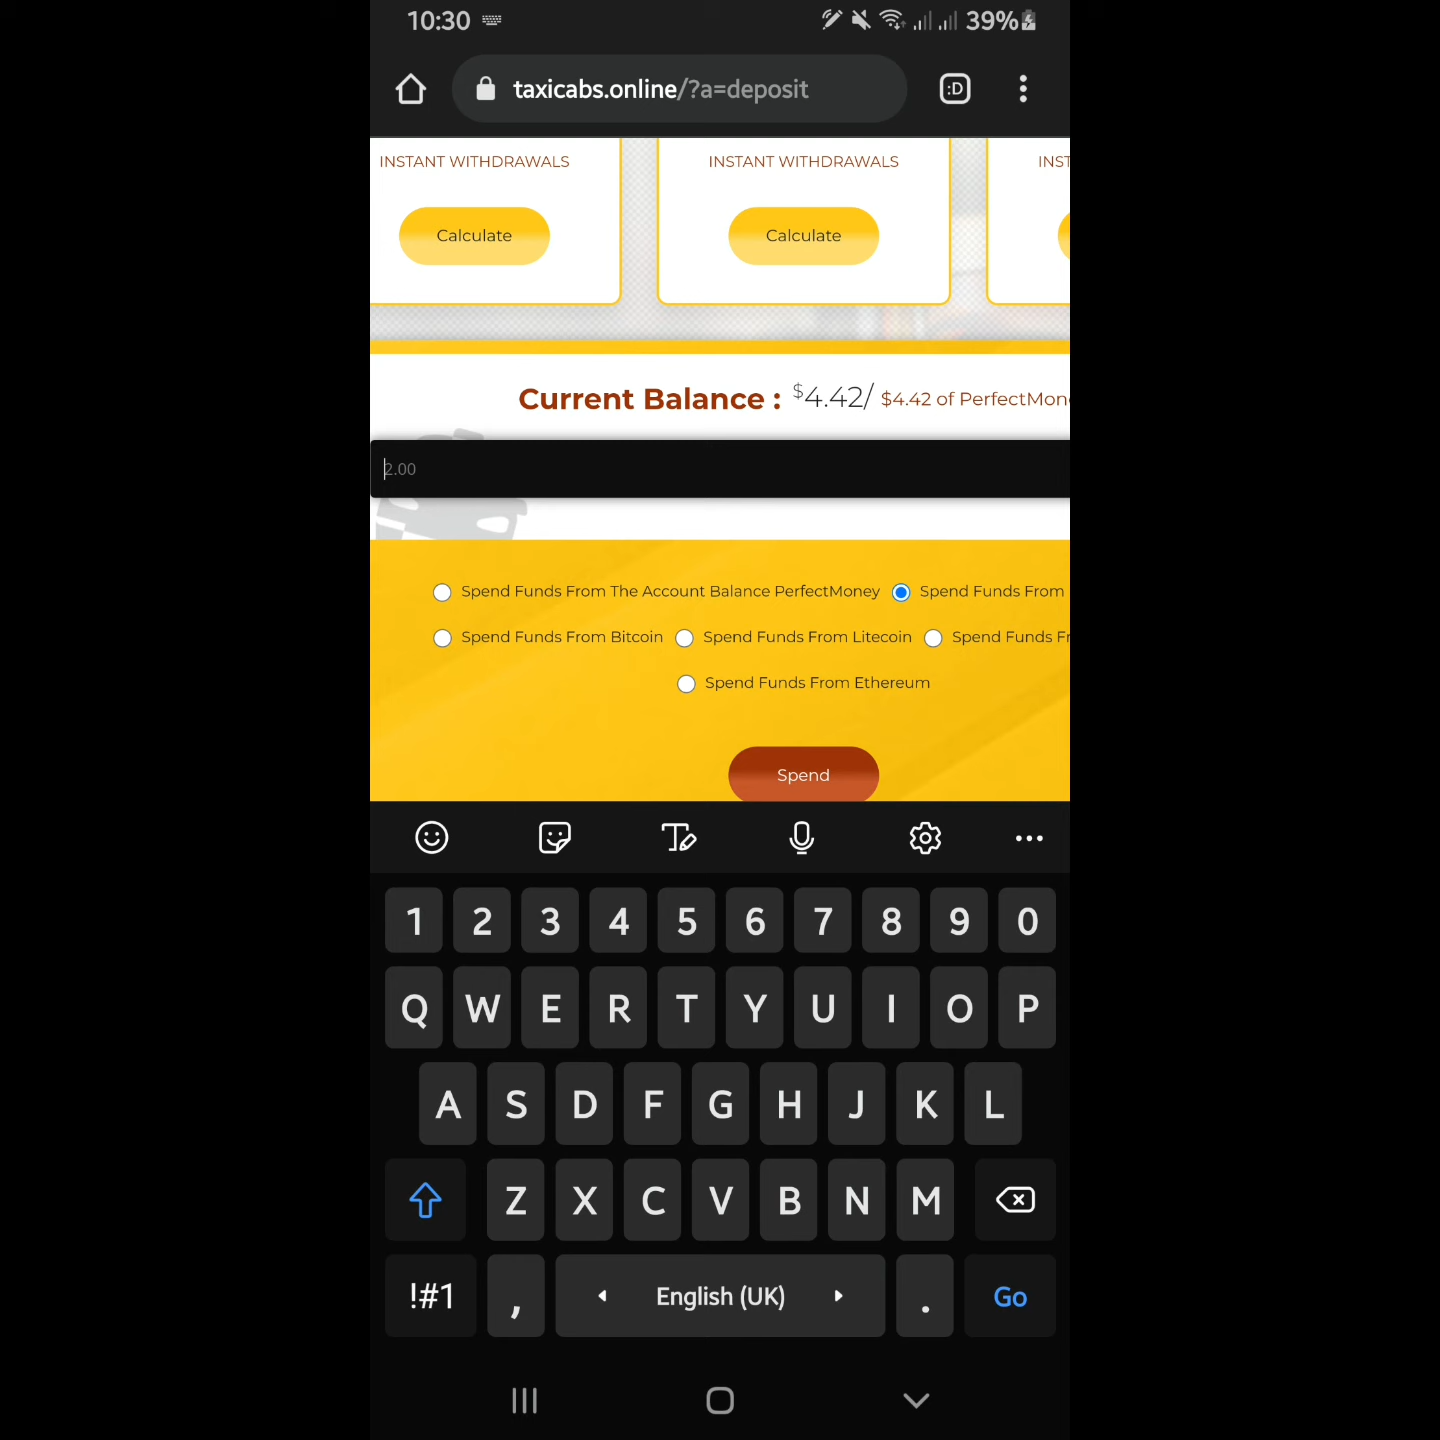 10:30 39%
taxicabs.online/?a=deposit :D
INSTANT WITHDRAWALS INSTANT WITHDRAWALS INST
Calculate Calculate
Current Balance : $4.42/ $4.42 of PerfectMon
2.00
Spend Funds From The Account Balance PerfectMoney Spend Funds From
Spend Funds From Bitcoin Spend Funds From Litecoin Spend Funds Fr
Spend Funds From Ethereum
Spend
1 2 3 4 5 6 7 8 9 0
Q W E R T Y U I O P
A S D F G H J K L
Z X C V B N M
!#1 , English (UK) . Go